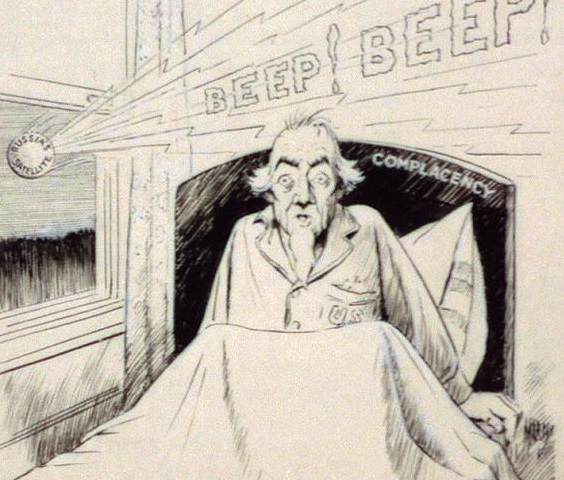 BEEP! BEEP!
RUSSIAN
SATELLITE
COMPLACENCY
US